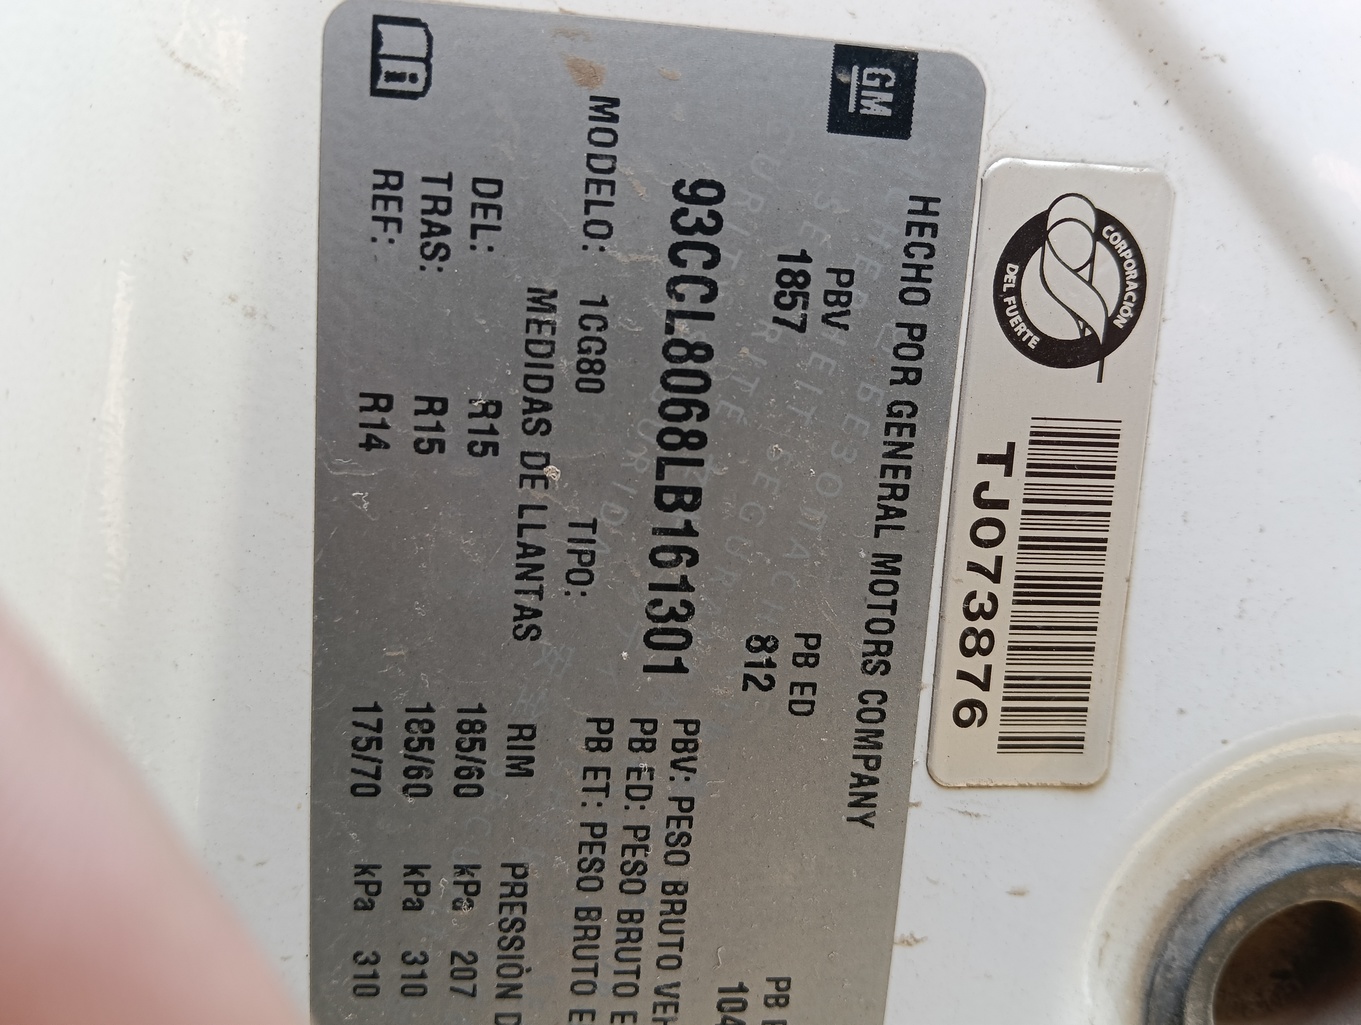 CORPORACIÓN
DEL FUERTE
TJ073876
GM
HECHO POR GENERAL MOTORS COMPANY
PBV PB ED PB
1857 812 104
93CCL8068LB161301
PBV: PESO BRUTO VEH
PB ED: PESO BRUTO E
PB ET: PESO BRUTO E
MODELO: 1CG80 TIPO:
MEDIDAS DE LLANTAS RIM PRESSIÒN D
DEL: R15 185/60 kPa 207
TRAS: R15 185/60 kPa 310
REF: R14 175/70 kPa 310